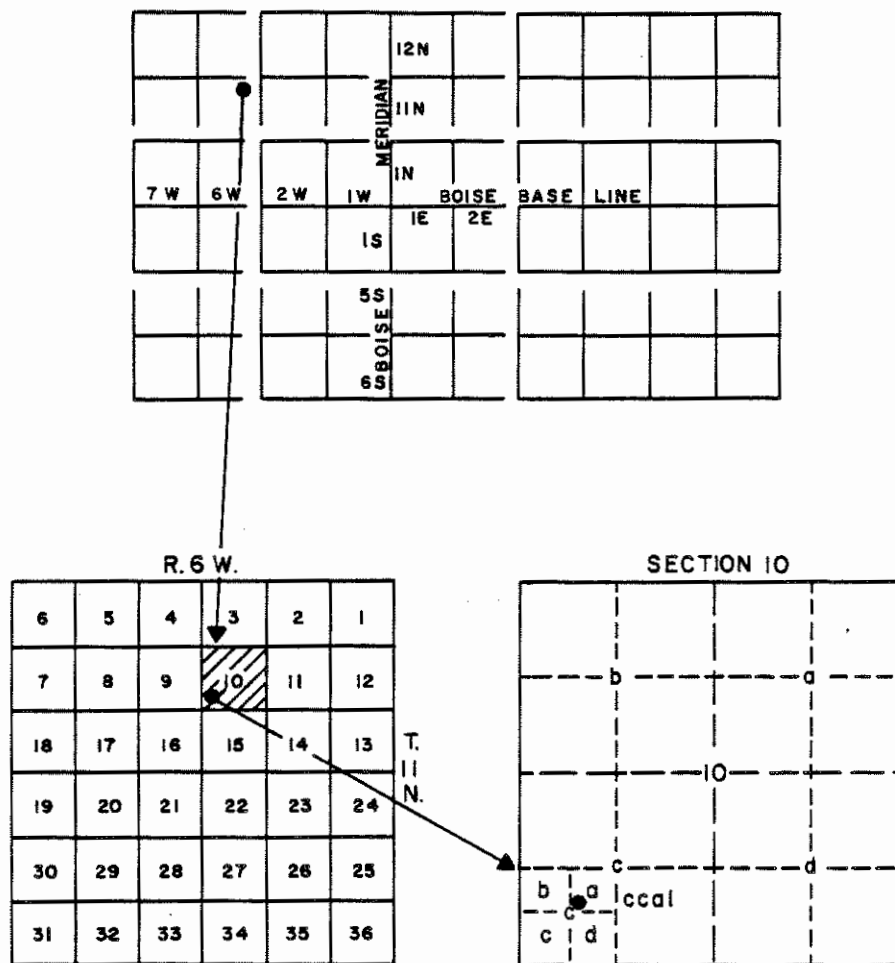 12N
MERIDIAN
11N
1N
7 W 6 W 2 W 1W BOISE BASE LINE
1E 2E
1S
5S
BOISE
6S
R. 6 W.
6 5 4 3 2 1
7 8 9 10 11 12
18 17 16 15 14 13
19 20 21 22 23 24
30 29 28 27 26 25
31 32 33 34 35 36
T.
11
N.
SECTION 10
b a
10
c d
b a
c ccal
c d